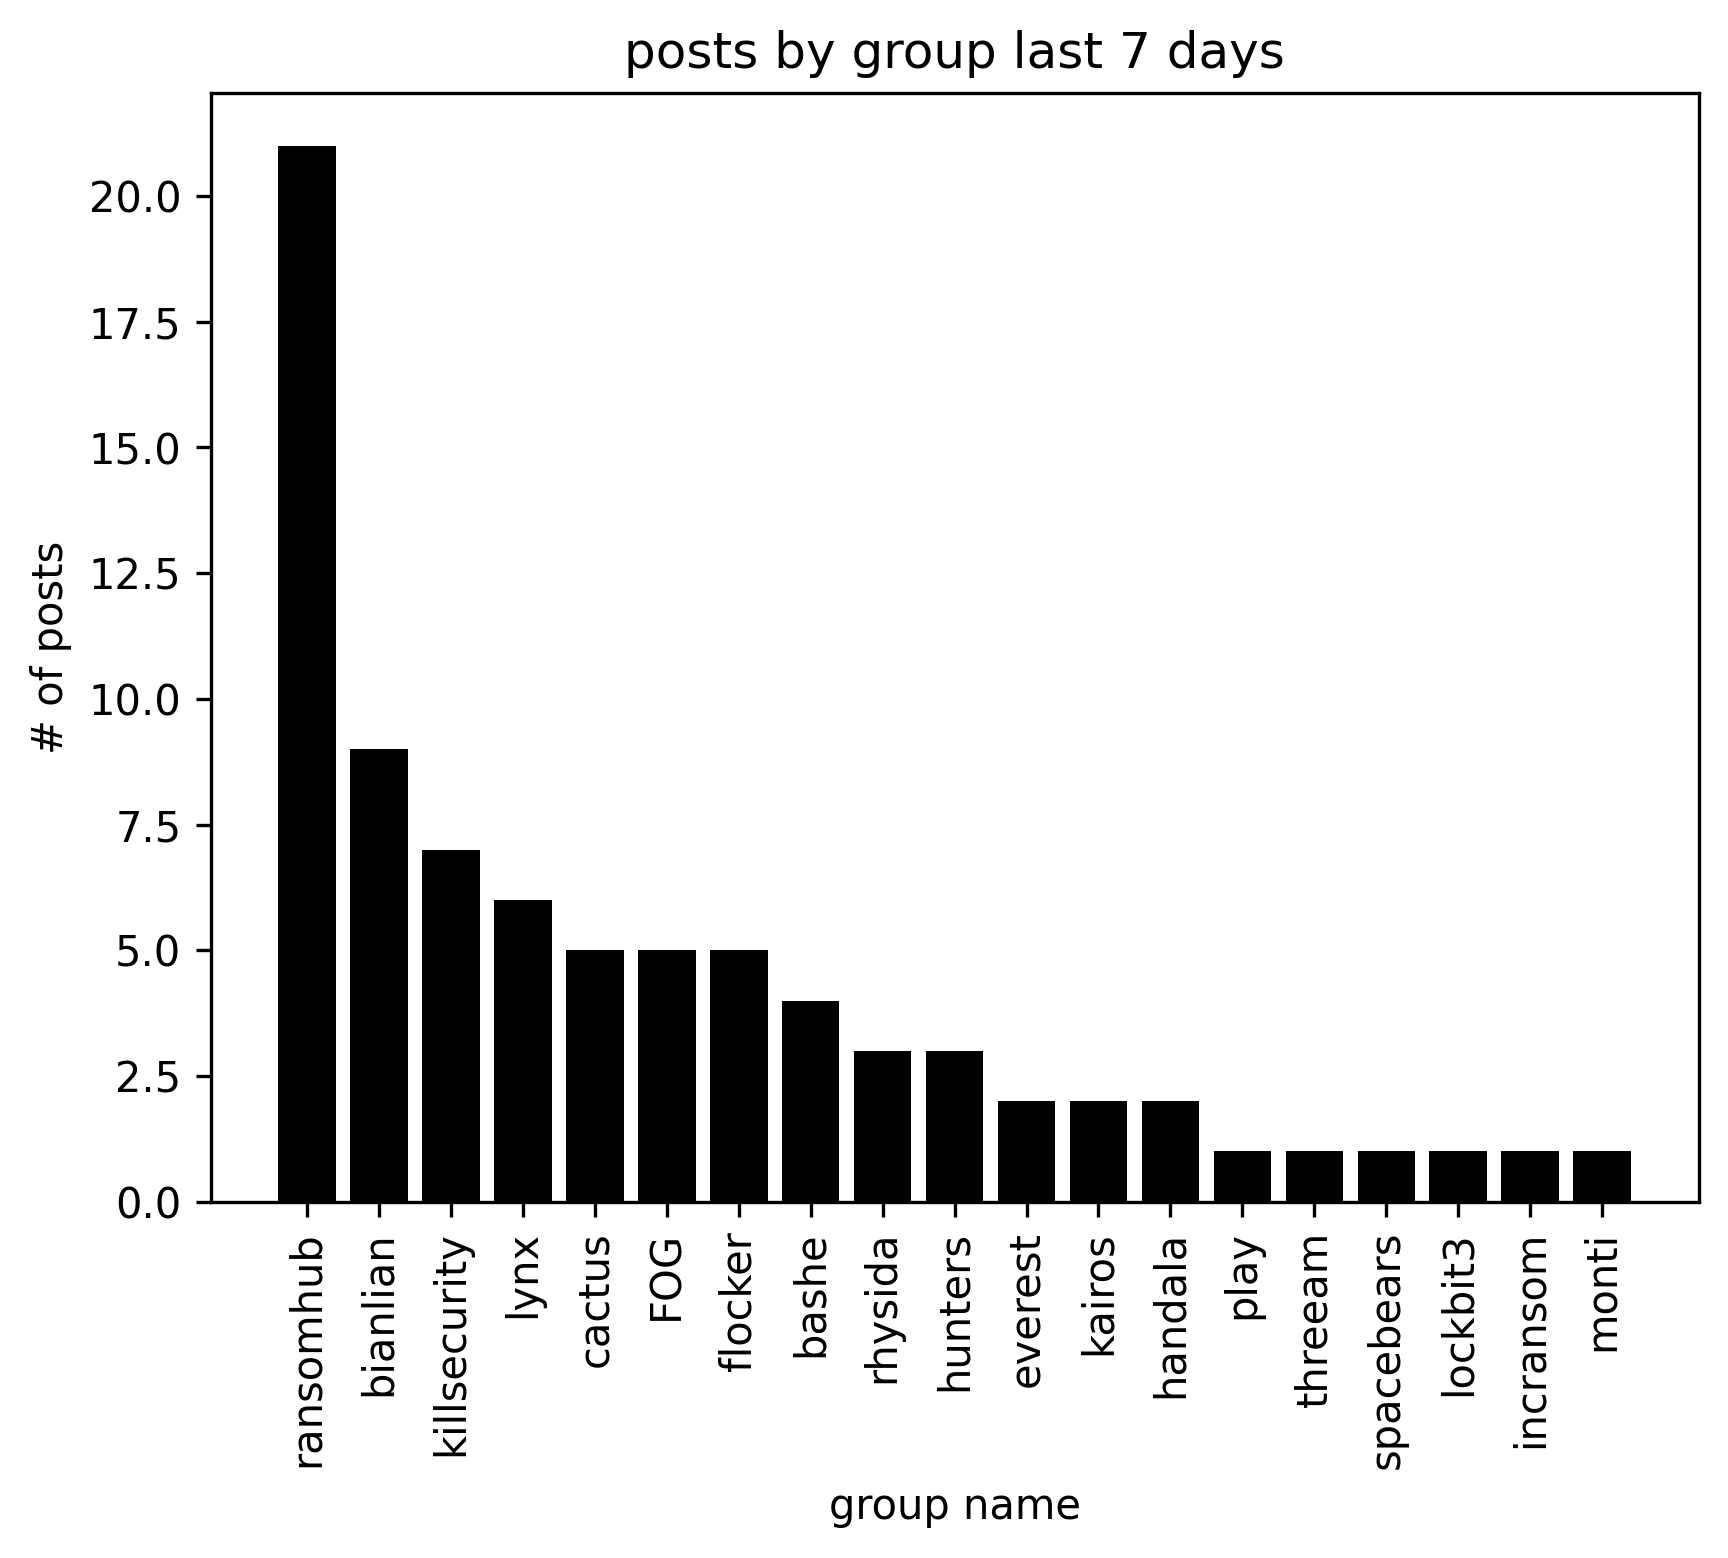 posts by group last 7 days
# of posts
20.0
17.5
15.0
12.5
10.0
7.5
5.0
2.5
0.0
ransomhub
bianlian
killsecurity
lynx
cactus
FOG
flocker
bashe
rhysida
hunters
everest
kairos
handala
play
threeam
spacebears
lockbit3
incransom
monti
group name